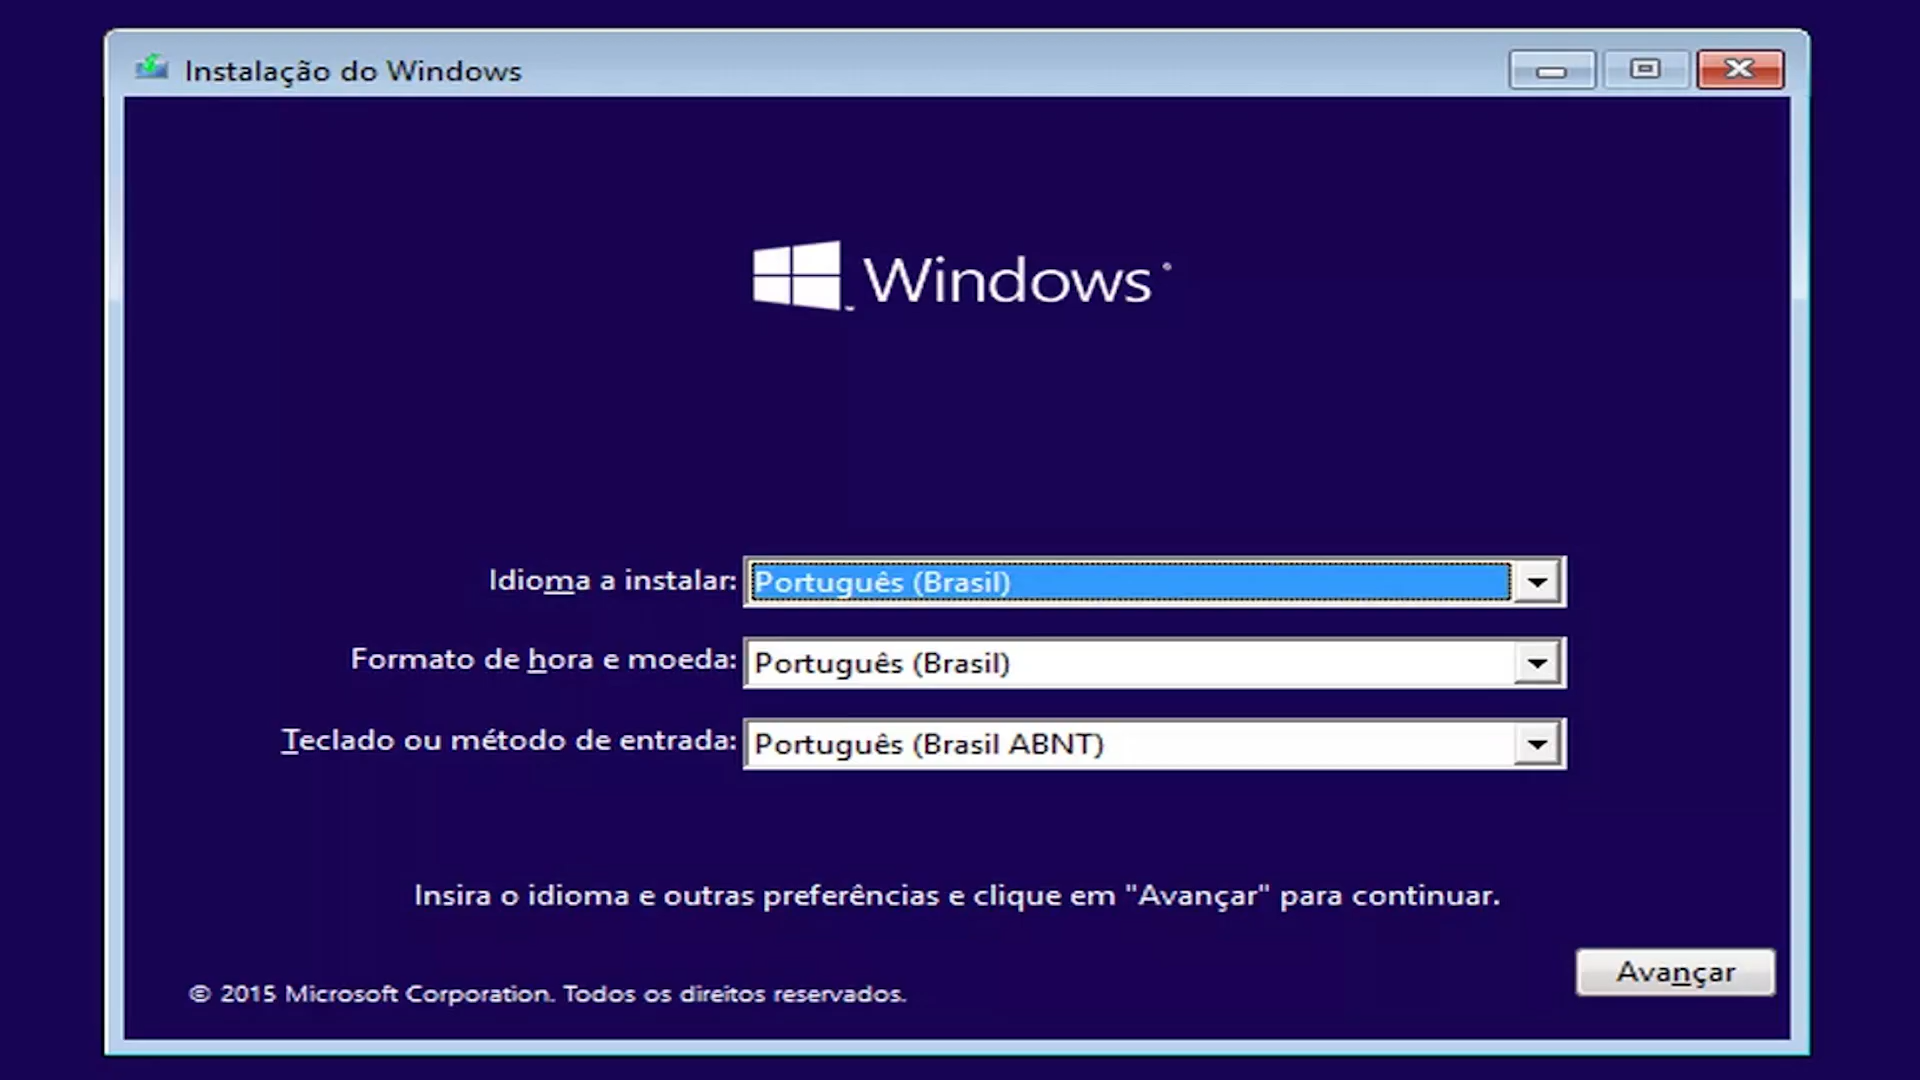 Instalação do Windows
Windows
Idioma a instalar: Português (Brasil)
Formato de hora e moeda: Português (Brasil)
Teclado ou método de entrada: Português (Brasil ABNT)
Insira o idioma e outras preferências e clique em "Avançar" para continuar.
Avançar
© 2015 Microsoft Corporation. Todos os direitos reservados.